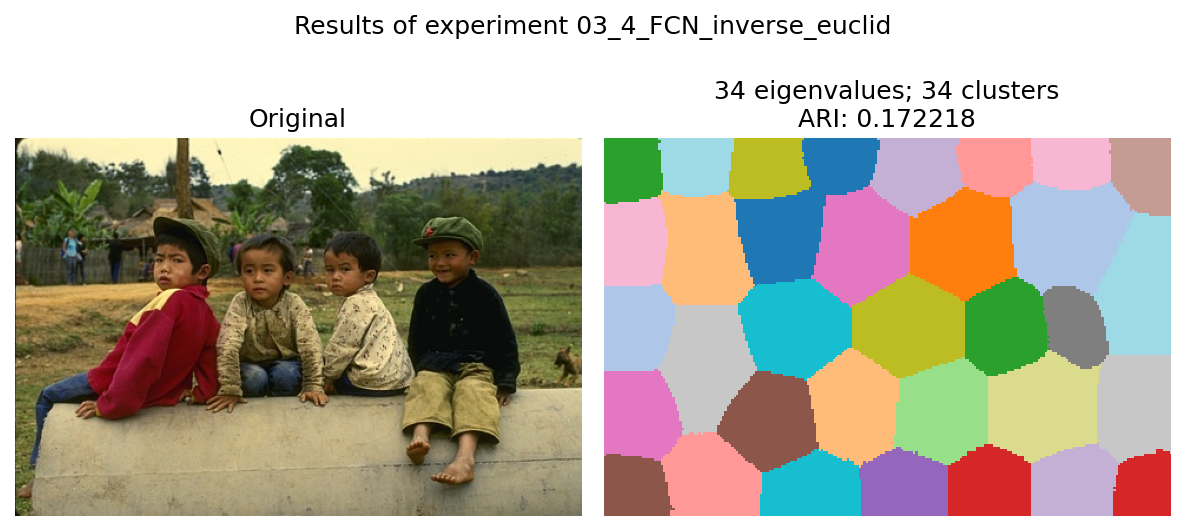 Results of experiment 03_4_FCN_inverse_euclid
Original
34 eigenvalues; 34 clusters
ARI: 0.172218